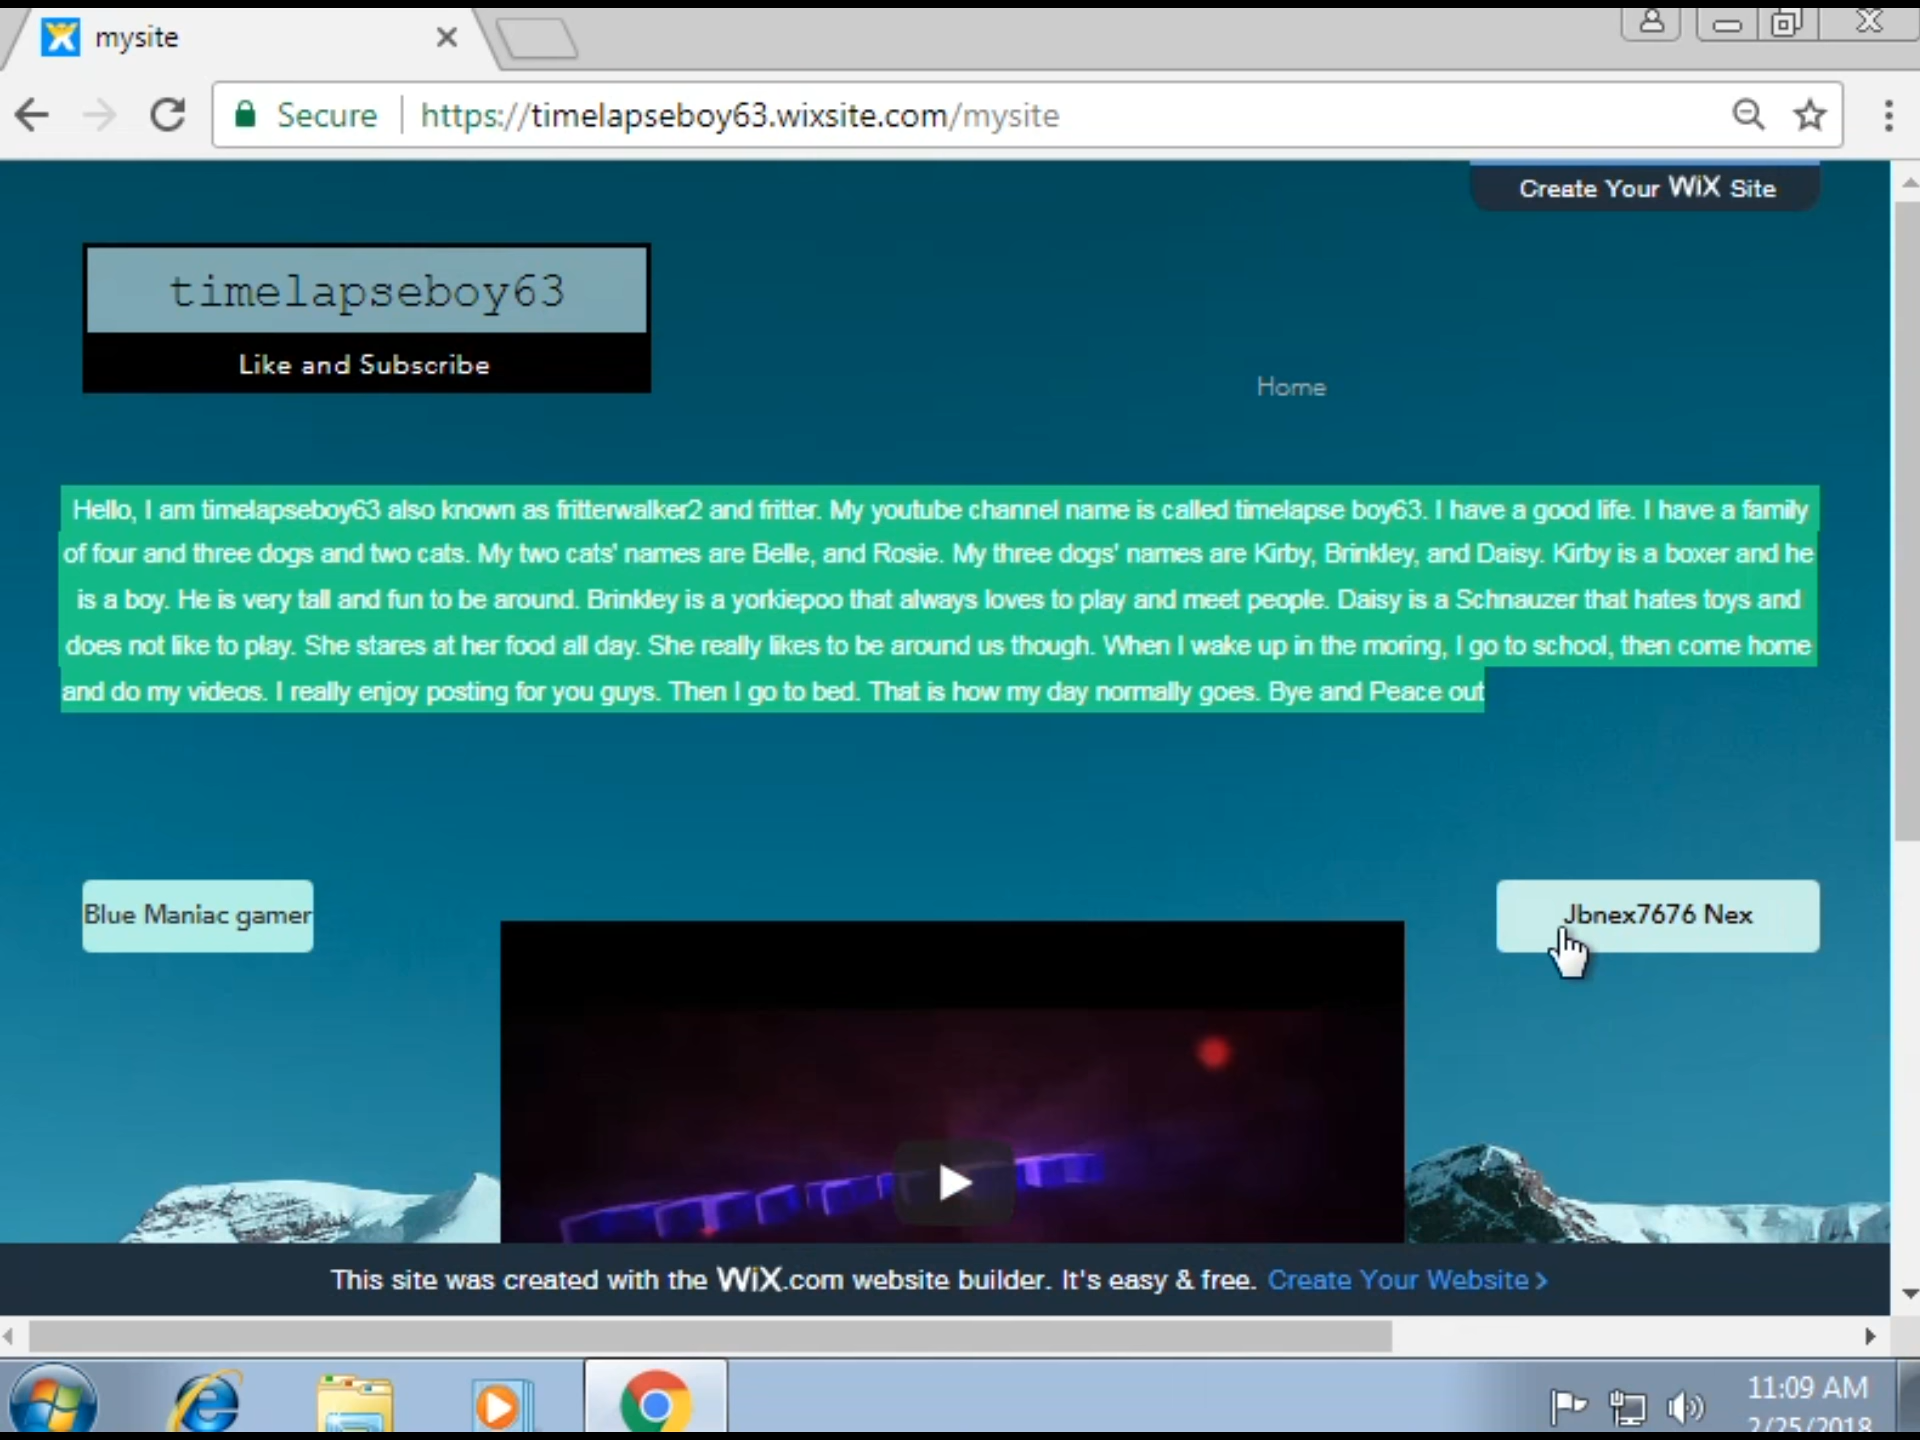 mysite
Secure https://timelapseboy63.wixsite.com/mysite
Create Your WiX Site
timelapseboy63
Like and Subscribe
Home
Hello, I am timelapseboy63 also known as fritterwalker2 and fritter. My youtube channel name is called timelapse boy63. I have a good life. I have a family
of four and three dogs and two cats. My two cats' names are Belle, and Rosie. My three dogs' names are Kirby, Brinkley, and Daisy. Kirby is a boxer and he
is a boy. He is very tall and fun to be around. Brinkley is a yorkiepoo that always loves to play and meet people. Daisy is a Schnauzer that hates toys and
does not like to play. She stares at her food all day. She really likes to be around us though. When I wake up in the moring, I go to school, then come home
and do my videos. I really enjoy posting for you guys. Then I go to bed. That is how my day normally goes. Bye and Peace out
Blue Maniac gamer
Jbnex7676 Nex
This site was created with the WiX.com website builder. It's easy & free. Create Your Website >
11:09 AM
2/25/2018